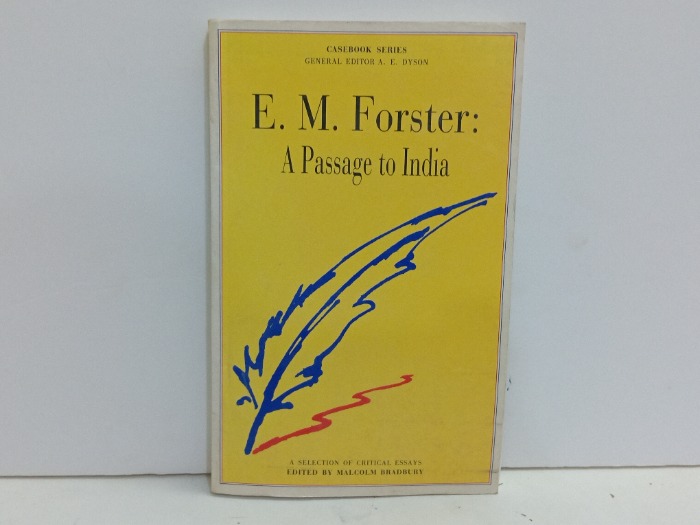 CASEBOOK SERIES
GENERAL EDITOR A. E. DYSON
E. M. Forster:
A Passage to India
A SELECTION OF CRITICAL ESSAYS
EDITED BY MALCOLM BRADBURY